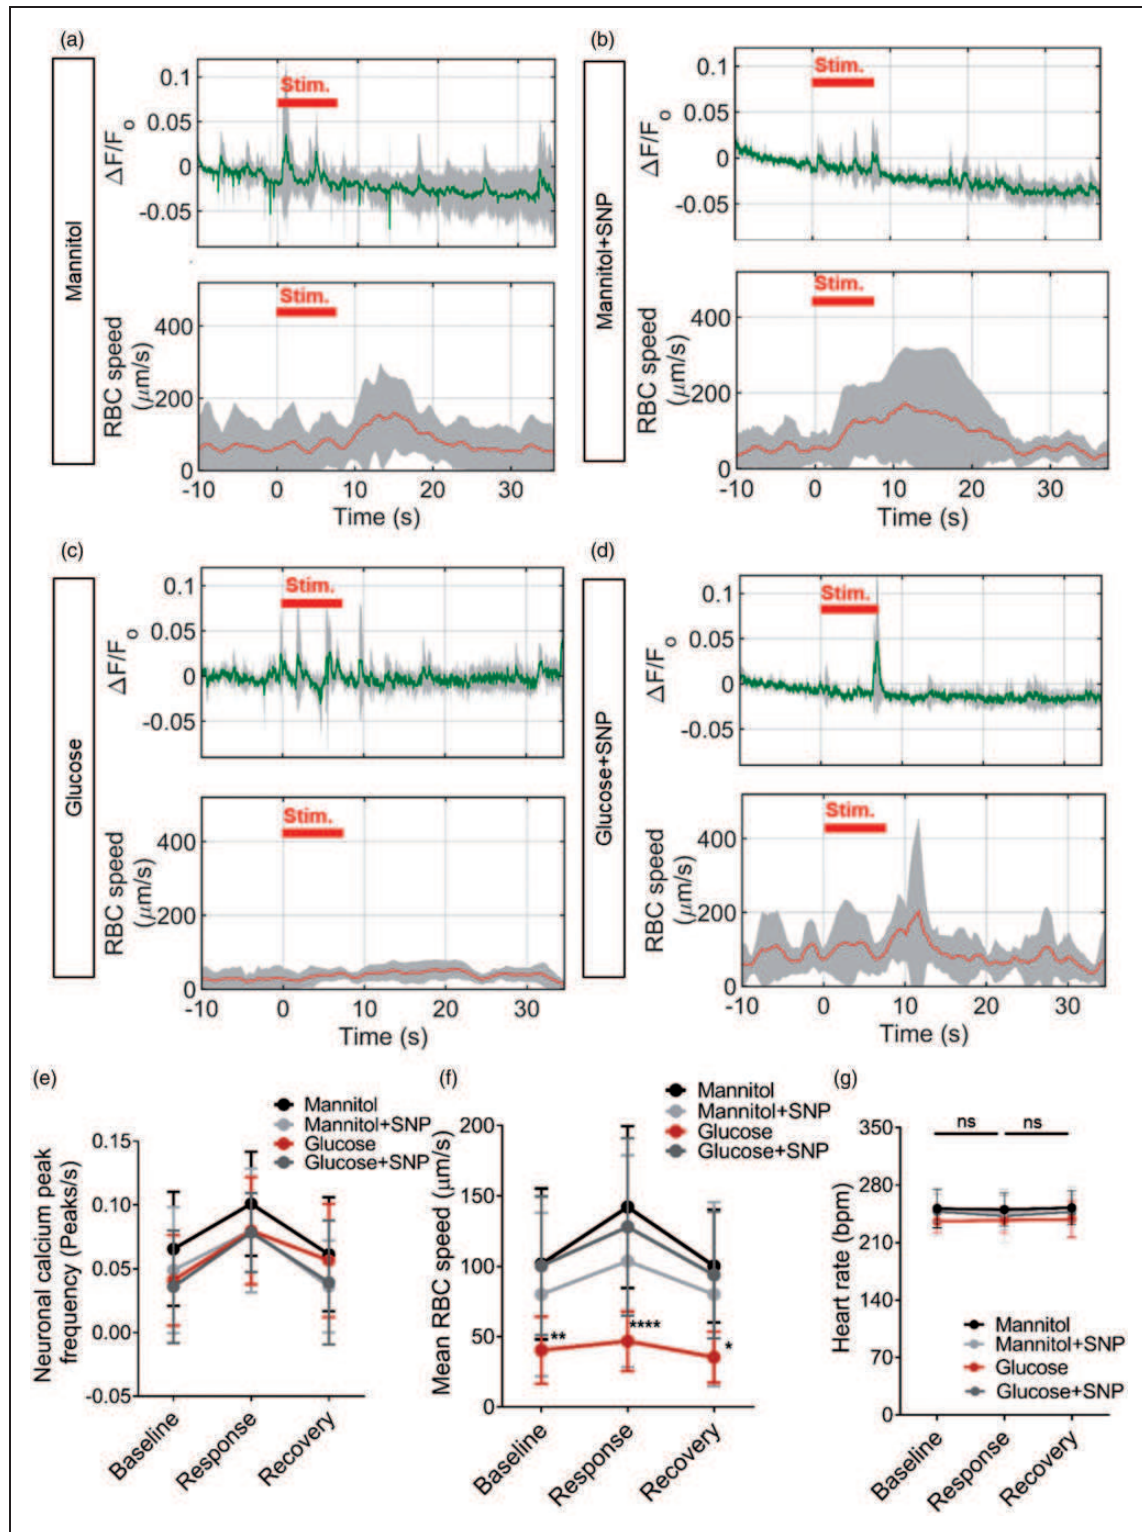 (a)
Mannitol
ΔF/Fo
0.1
0.05
0
-0.05
Stim.
RBC speed
(μm/s)
400
200
0
Stim.
-10 0 10 20 30
Time (s)
(b)
Mannitol+SNP
ΔF/Fo
0.1
0.05
0
-0.05
Stim.
RBC speed
(μm/s)
400
200
0
Stim.
-10 0 10 20 30
Time (s)
(c)
Glucose
ΔF/Fo
0.1
0.05
0
-0.05
Stim.
RBC speed
(μm/s)
400
200
0
Stim.
-10 0 10 20 30
Time (s)
(d)
Glucose+SNP
ΔF/Fo
0.1
0.05
0
-0.05
Stim.
RBC speed
(μm/s)
400
200
0
Stim.
-10 0 10 20 30
Time (s)
(e)
Mannitol
Mannitol+SNP
Glucose
Glucose+SNP
Neuronal calcium peak
frequency (Peaks/s)
0.15
0.10
0.05
0.00
-0.05
Baseline
Response
Recovery
(f)
Mannitol
Mannitol+SNP
Glucose
Glucose+SNP
Mean RBC speed (μm/s)
200
150
100
50
0
**
****
*
Baseline
Response
Recovery
(g)
ns ns
Heart rate (bpm)
350
280
210
140
70
0
Mannitol
Mannitol+SNP
Glucose
Glucose+SNP
Baseline
Response
Recovery